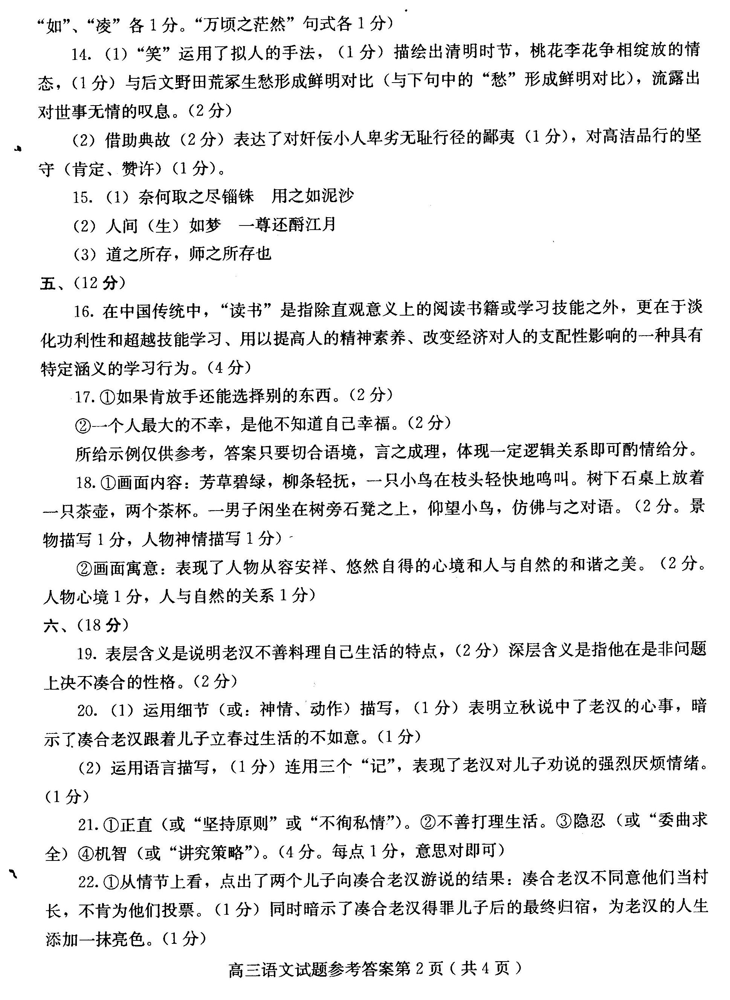 “如”、“凌”各1分。“万顷之茫然”句式各1分）
14.（1）“笑”运用了拟人的手法，（1分）描绘出清明时节，桃花李花争相绽放的情
态，（1分）与后文野田荒冢生愁形成鲜明对比（与下句中的“愁”形成鲜明对比），流露出
对世事无情的叹息。（2分）
（2）借助典故（2分）表达了对奸佞小人卑劣无耻行径的鄙夷（1分），对高洁品行的坚
守（肯定、赞许）（1分）。
15.（1）奈何取之尽锱铢　用之如泥沙
（2）人间（生）如梦　一尊还酹江月
（3）道之所存，师之所存也
五、（12分）
16. 在中国传统中，“读书”是指除直观意义上的阅读书籍或学习技能之外，更在于淡
化功利性和超越技能学习、用以提高人的精神素养、改变经济对人的支配性影响的一种具有
特定涵义的学习行为。（4分）
17.①如果肯放手还能选择别的东西。（2分）
②一个人最大的不幸，是他不知道自己幸福。（2分）
所给示例仅供参考，答案只要切合语境，言之成理，体现一定逻辑关系即可酌情给分。
18.①画面内容：芳草碧绿，柳条轻抚，一只小鸟在枝头轻快地鸣叫。树下石桌上放着
一只茶壶，两个茶杯。一男子闲坐在树旁石凳之上，仰望小鸟，仿佛与之对语。（2分。景
物描写1分，人物神情描写1分）
②画面寓意：表现了人物从容安祥、悠然自得的心境和人与自然的和谐之美。（2分。
人物心境1分，人与自然的关系1分）
六、（18分）
19. 表层含义是说明老汉不善料理自己生活的特点，（2分）深层含义是指他在是非问题
上决不凑合的性格。（2分）
20.（1）运用细节（或：神情、动作）描写，（1分）表明立秋说中了老汉的心事，暗
示了凑合老汉跟着儿子立春过生活的不如意。（1分）
（2）运用语言描写，（1分）连用三个“记”，表现了老汉对儿子劝说的强烈厌烦情绪。
（1分）
21.①正直（或“坚持原则”或“不徇私情”）。②不善打理生活。③隐忍（或“委曲求
全）④机智（或“讲究策略”）。（4分。每点1分，意思对即可）
22.①从情节上看，点出了两个儿子向凑合老汉游说的结果：凑合老汉不同意他们当村
长，不肯为他们投票。（1分）同时暗示了凑合老汉得罪儿子后的最终归宿，为老汉的人生
添加一抹亮色。（1分）
高三语文试题参考答案第2页（共4页）